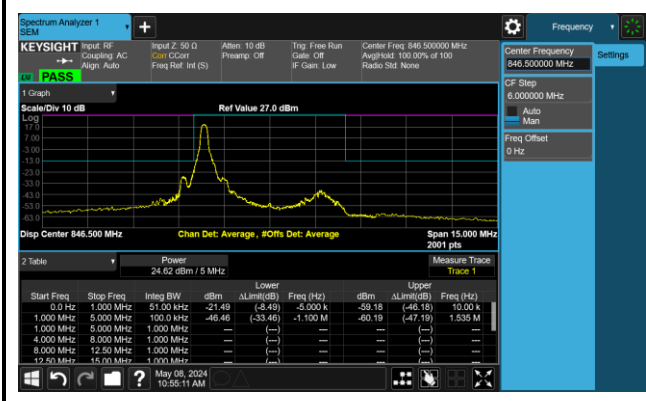 Spectrum Analyzer 1
SEM
+
Frequency
KEYSIGHT
Input: RF
Coupling: AC
Align: Auto
Input Z: 50 Ω
Corr CCorr
Freq Ref: Int (S)
Atten: 10 dB
Preamp: Off
Trig: Free Run
Gate: Off
IF Gain: Low
Center Freq: 846.500000 MHz
Avg|Hold: 100.00% of 100
Radio Std: None
PASS
Center Frequency
846.500000 MHz
Settings
CF Step
6.000000 MHz
Auto
Man
Freq Offset
0 Hz
1 Graph
Scale/Div 10 dB
Ref Value 27.0 dBm
Log
17.0
7.00
-3.00
-13.0
-23.0
-33.0
-43.0
-53.0
-63.0
Disp Center 846.500 MHz
Chan Det: Average, #Offs Det: Average
Span 15.000 MHz
2001 pts
2 Table
Power
24.62 dBm / 5 MHz
Measure Trace
Trace 1
Lower Upper
Start Freq Stop Freq Integ BW dBm ΔLimit(dB) Freq (Hz) dBm ΔLimit(dB) Freq (Hz)
0.0 Hz 1.000 MHz 51.00 kHz -21.49 (-8.49) -5.000 k -59.18 (-46.18) 10.00 k
1.000 MHz 5.000 MHz 100.0 kHz -46.46 (-33.46) -1.100 M -60.19 (-47.19) 1.535 M
1.000 MHz 5.000 MHz 1.000 MHz --- (---) --- --- (---) ---
4.000 MHz 8.000 MHz 1.000 MHz --- (---) --- --- (---) ---
8.000 MHz 12.50 MHz 1.000 MHz --- (---) --- --- (---) ---
12.50 MHz 15.00 MHz 1.000 MHz --- (---) --- --- (---) ---
?
May 08, 2024
10:55:11 AM